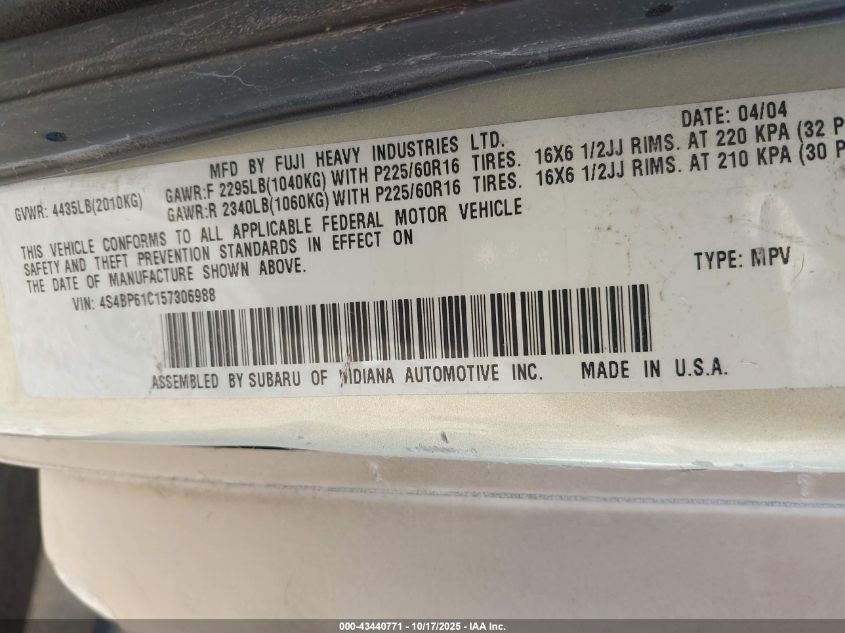 DATE: 04/04
MFD BY FUJI HEAVY INDUSTRIES LTD.
GVWR: 4435LB(2010KG)
GAWR:F 2295LB(1040KG) WITH P225/60R16 TIRES. 16X6 1/2JJ RIMS. AT 220 KPA (32 P
GAWR:R 2340LB(1060KG) WITH P225/60R16 TIRES. 16X6 1/2JJ RIMS. AT 210 KPA (30 P
THIS VEHICLE CONFORMS TO ALL APPLICABLE FEDERAL MOTOR VEHICLE
SAFETY AND THEFT PREVENTION STANDARDS IN EFFECT ON
THE DATE OF MANUFACTURE SHOWN ABOVE.
TYPE: MPV
VIN: 4S4BP61C157306988
ASSEMBLED BY SUBARU OF INDIANA AUTOMOTIVE INC. MADE IN U.S.A.
000-43440771 - 10/17/2025 - IAA Inc.